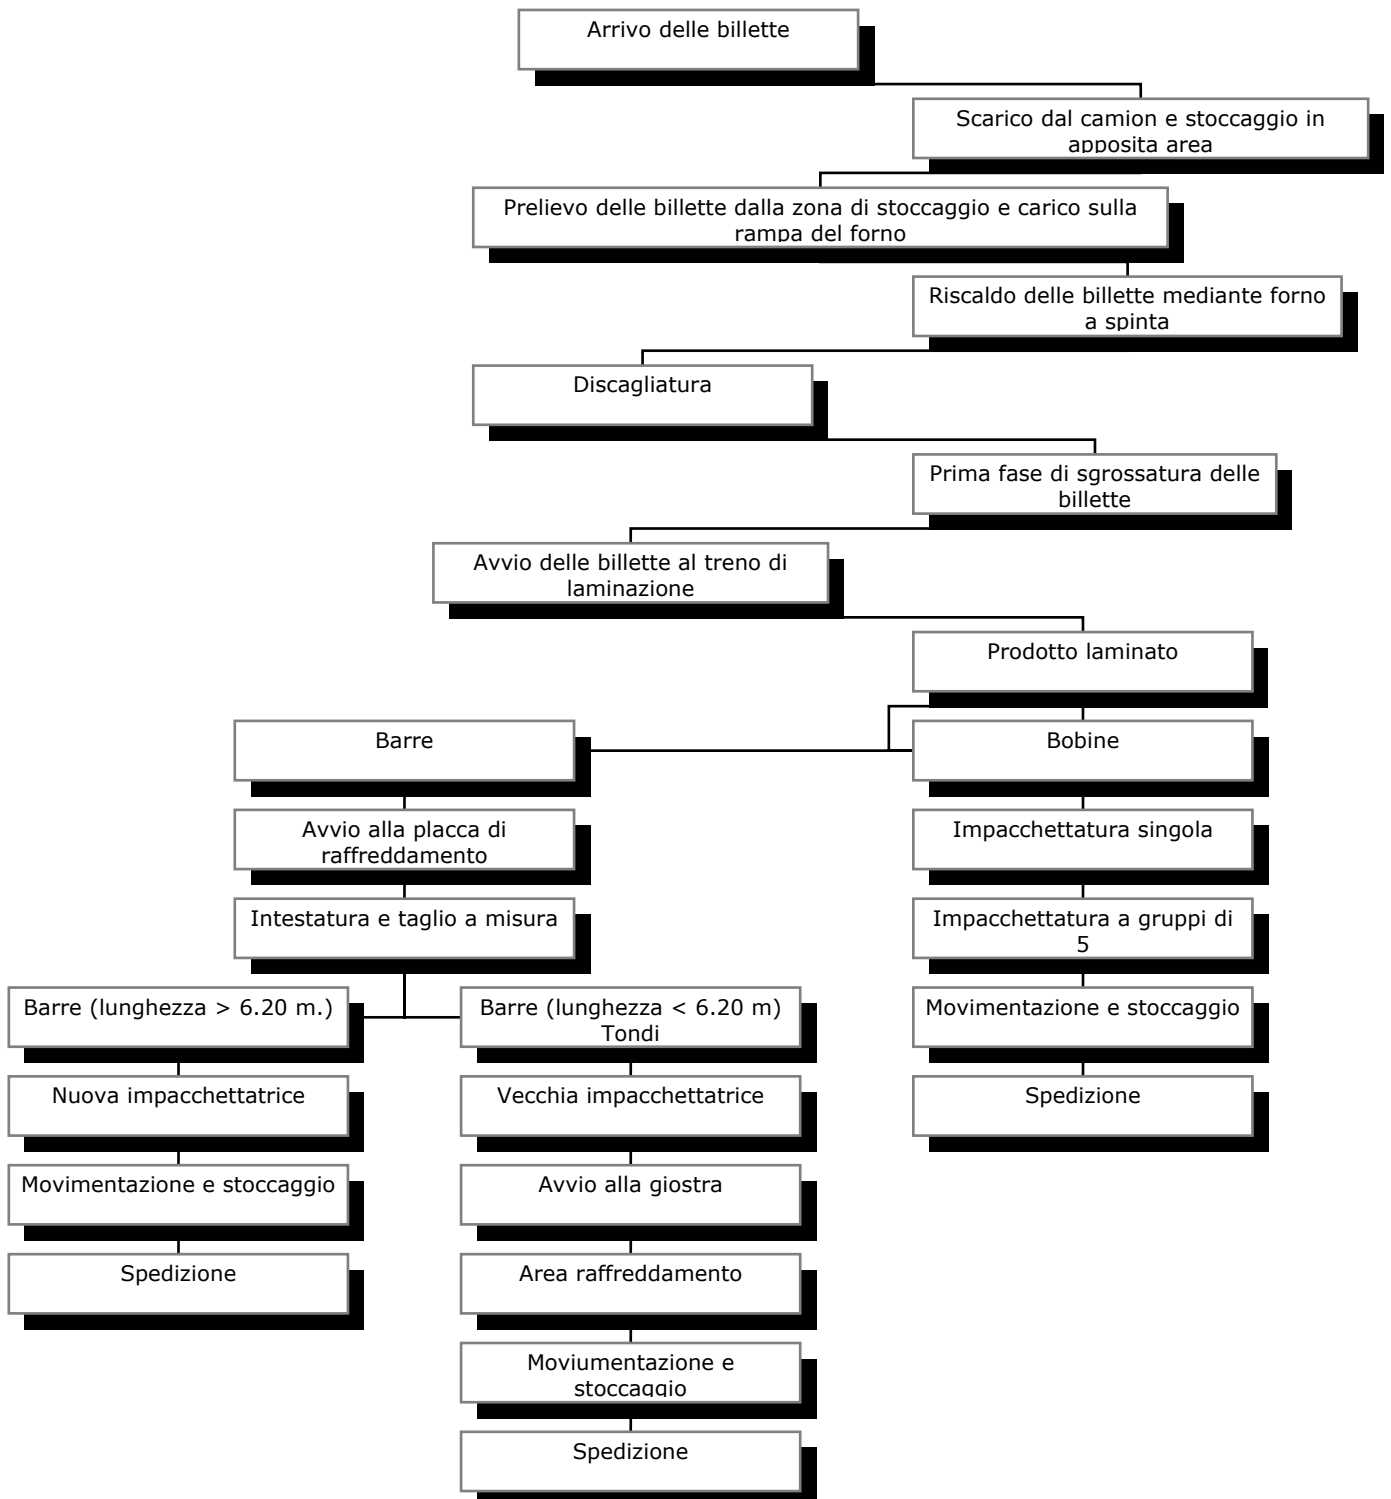 Arrivo delle billette
Scarico dal camion e stoccaggio in
apposita area
Prelievo delle billette dalla zona di stoccaggio e carico sulla
rampa del forno
Riscaldo delle billette mediante forno
a spinta
Discagliatura
Prima fase di sgrossatura delle
billette
Avvio delle billette al treno di
laminazione
Prodotto laminato
Barre
Bobine
Avvio alla placca di
raffreddamento
Impacchettatura singola
Intestatura e taglio a misura
Impacchettatura a gruppi di
5
Barre (lunghezza > 6.20 m.)
Barre (lunghezza < 6.20 m)
Tondi
Movimentazione e stoccaggio
Nuova impacchettatrice
Vecchia impacchettatrice
Spedizione
Movimentazione e stoccaggio
Avvio alla giostra
Spedizione
Area raffreddamento
Moviumentazione e
stoccaggio
Spedizione